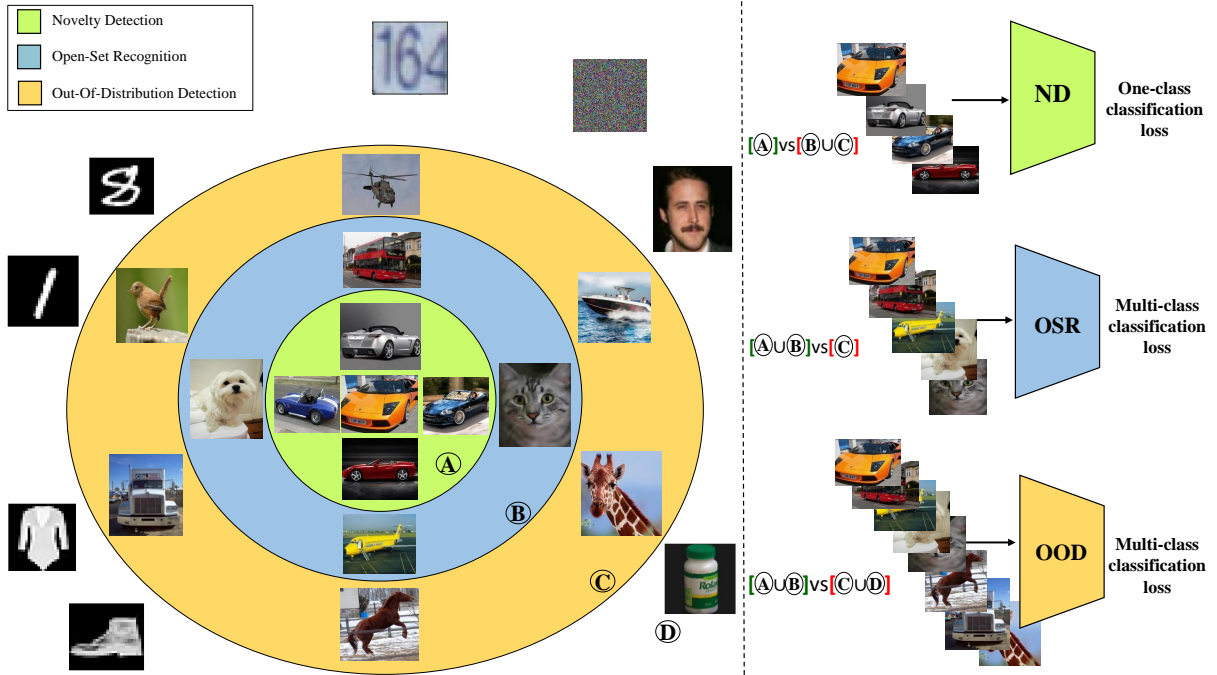 Novelty Detection
Open-Set Recognition
Out-Of-Distribution Detection
164
A
B
C
D
[A]vs[B∪C]
ND
One-class
classification
loss
[A∪B]vs[C]
OSR
Multi-class
classification
loss
[A∪B]vs[C∪D]
OOD
Multi-class
classification
loss